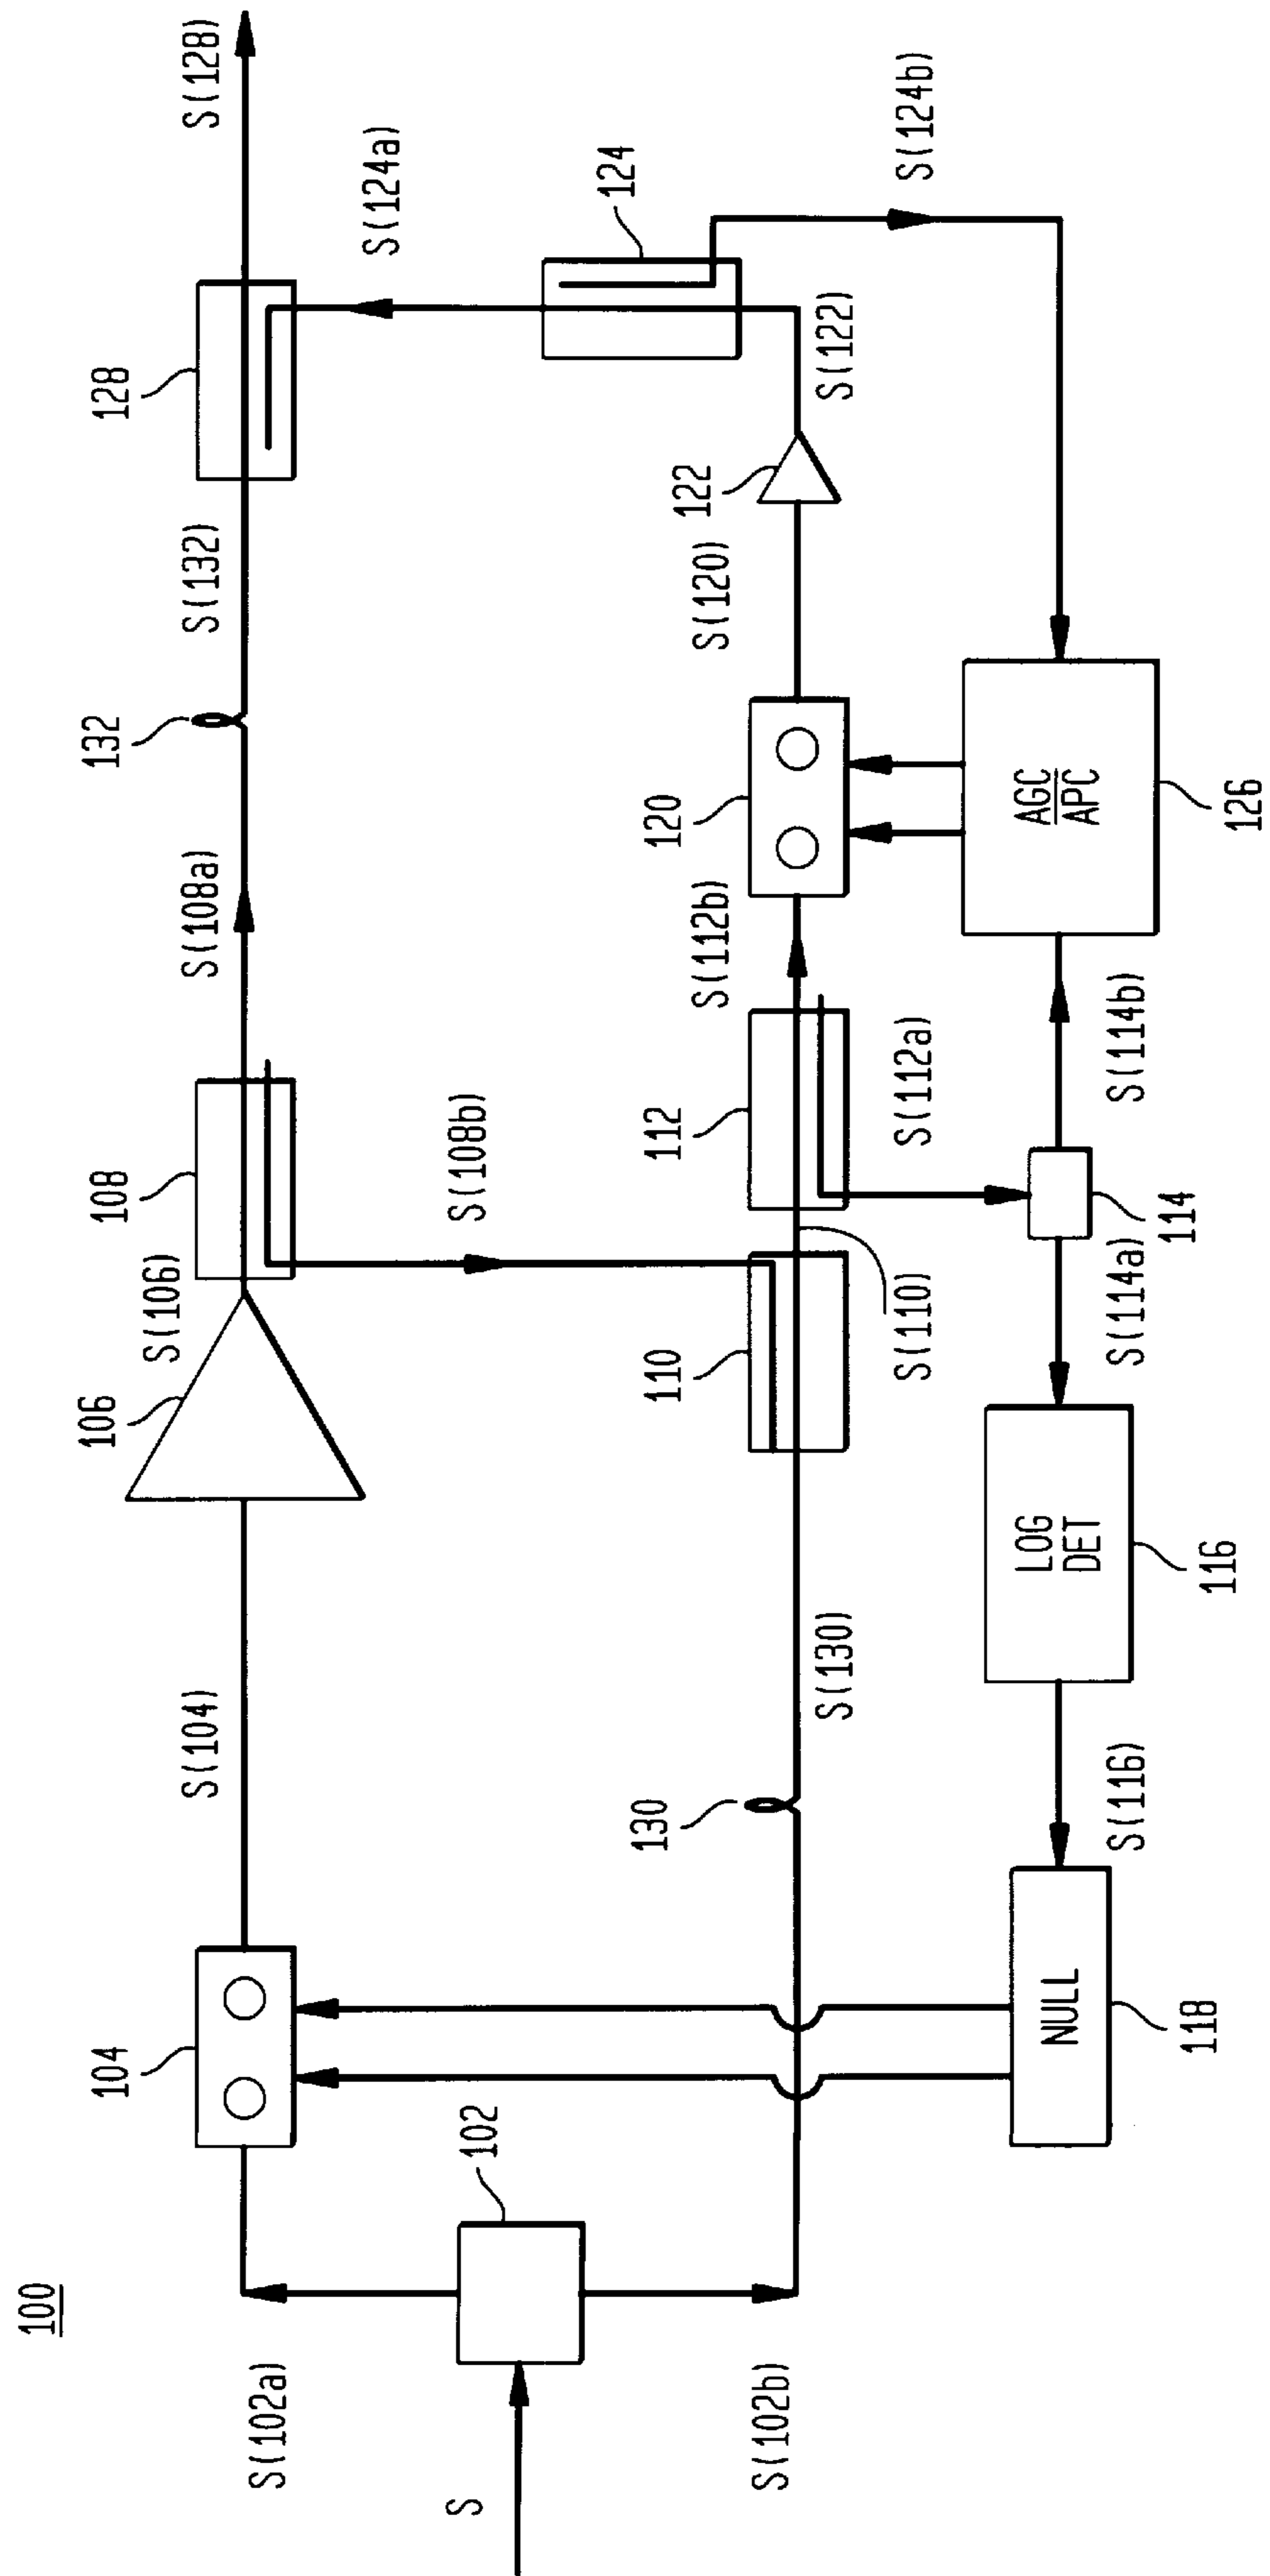 100
S
S(102a)
102
S(102b)
104
S(104)
106
S(106)
108
S(108a)
132
S(132)
128
S(128)
S(108b)
S(124a)
124
S(124b)
130
S(130)
110
S(110)
112
S(112a)
S(112b)
120
S(120)
122
S(122)
NULL
118
S(116)
LOG
DET
116
S(114a)
114
S(114b)
AGC
APC
126